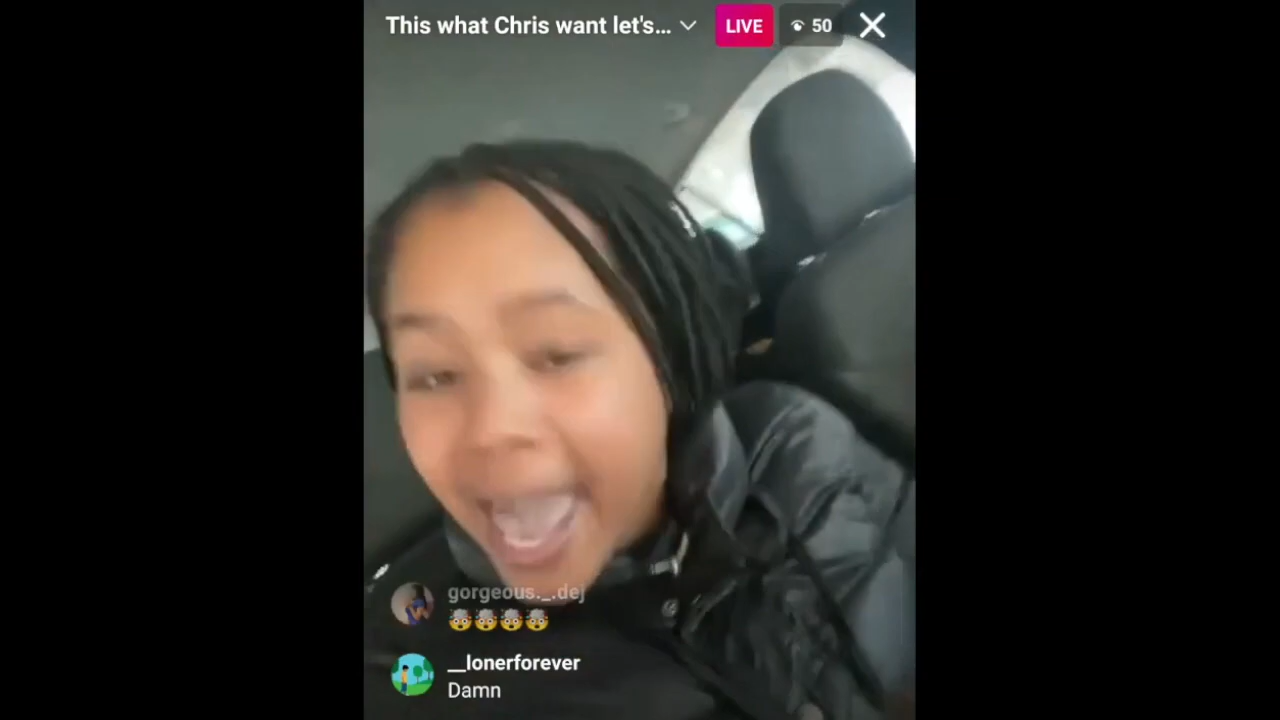 This what Chris want let's...
LIVE
50
gorgeous._.dej
🤯🤯🤯🤯
__lonerforever
Damn